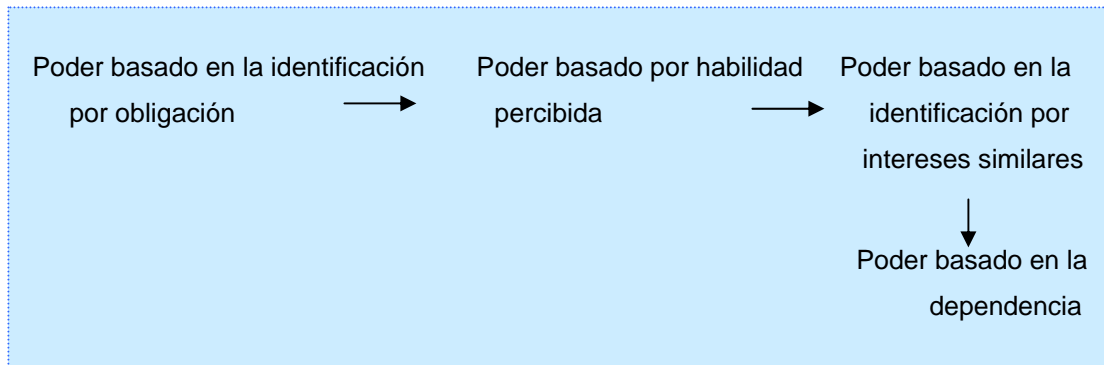 Poder basado en la identificación
por obligación
Poder basado por habilidad
percibida
Poder basado en la
identificación por
intereses similares
Poder basado en la
dependencia